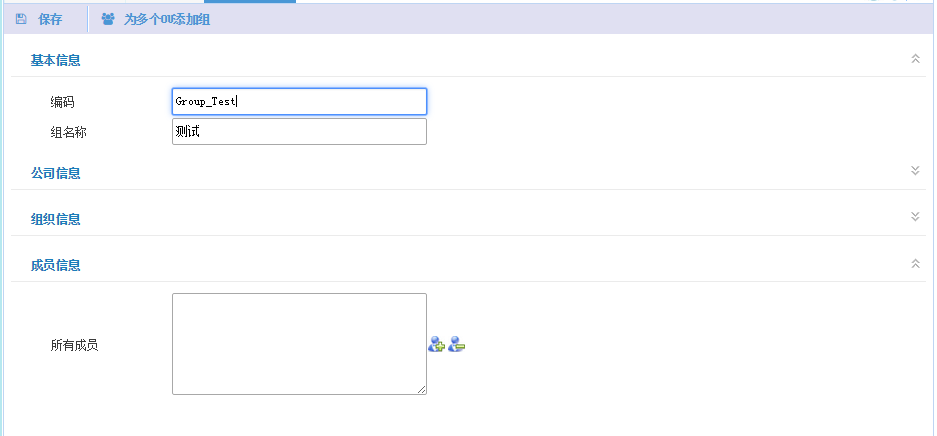 保存 为多个OU添加组
基本信息
编码 Group_Test
组名称 测试
公司信息
组织信息
成员信息
所有成员